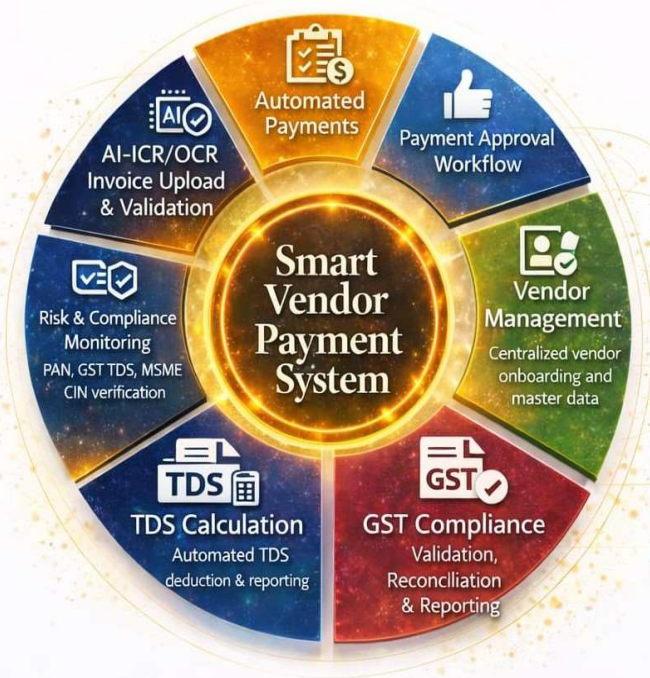 Automated
Payments
Payment Approval
Workflow
AI
AI-ICR/OCR
Invoice Upload
& Validation
Vendor
Management
Centralized vendor
onboarding and
master data
Smart
Vendor
Payment
System
Risk & Compliance
Monitoring
PAN, GST TDS, MSME
CIN verification
TDS
TDS Calculation
Automated TDS
deduction & reporting
GST
GST Compliance
Validation,
Reconciliation
& Reporting
$